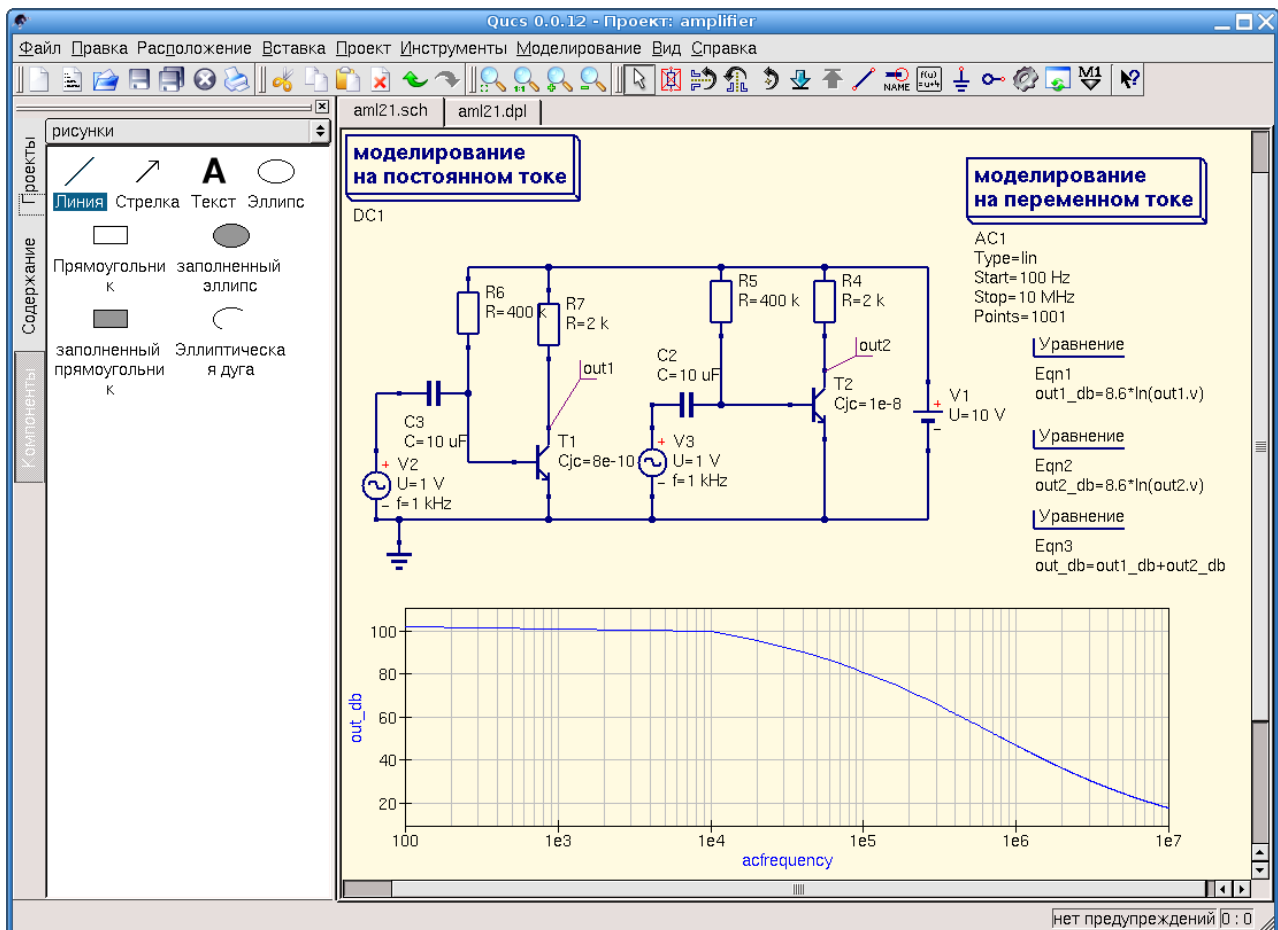 Qucs 0.0.12 - Проект: amplifier
Файл Правка Расположение Вставка Проект Инструменты Моделирование Вид Справка
NAME
M1
aml21.sch
aml21.dpl
Проекты
Содержание
Компоненты
рисунки
Линия Стрелка Текст Эллипс
Прямоугольни
к
заполненный
эллипс
заполненный
прямоугольни
к
Эллиптическа
я дуга
моделирование
на постоянном токе
DC1
моделирование
на переменном токе
AC1
Type=lin
Start=100 Hz
Stop=10 MHz
Points=1001
R6
R=400 k
R7
R=2 k
R5
R=400 k
R4
R=2 k
out1
out2
C3
C=10 uF
C2
C=10 uF
T1
Cjc=8e-10
T2
Cjc=1e-8
V1
U=10 V
V2
U=1 V
f=1 kHz
V3
U=1 V
f=1 kHz
Уравнение
Eqn1
out1_db=8.6*ln(out1.v)
Уравнение
Eqn2
out2_db=8.6*ln(out2.v)
Уравнение
Eqn3
out_db=out1_db+out2_db
out_db
100
80
60
40
20
100 1e3 1e4 1e5 1e6 1e7
acfrequency
нет предупреждений 0 : 0